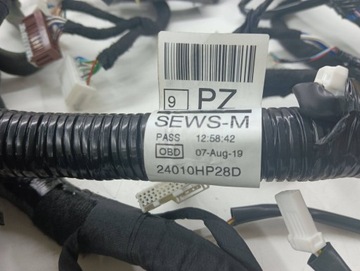 9 PZ
SEWS-M
PASS 12:58:42
OBD 07-Aug-19
24010HP28D